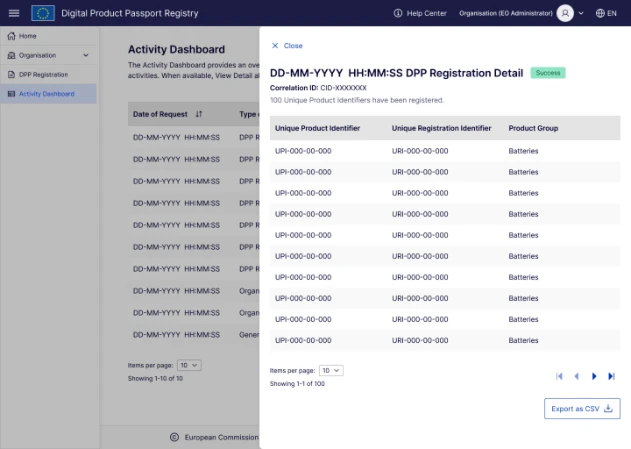 Digital Product Passport Registry
Help Center
Organisation (EO Administrator)
EN
Home
Organisation
DPP Registration
Activity Dashboard
Activity Dashboard
The Activity Dashboard provides an ove
activities. When available, View Detail al
Date of Request
Type o
DD-MM-YYYY HH:MM:SS DPP R
DD-MM-YYYY HH:MM:SS DPP R
DD-MM-YYYY HH:MM:SS DPP R
DD-MM-YYYY HH:MM:SS DPP R
DD-MM-YYYY HH:MM:SS DPP R
DD-MM-YYYY HH:MM:SS DPP R
DD-MM-YYYY HH:MM:SS DPP R
DD-MM-YYYY HH:MM:SS Organ
DD-MM-YYYY HH:MM:SS Organ
DD-MM-YYYY HH:MM:SS Gener
Items per page: 10
Showing 1-10 of 10
© European Commission
Close
DD-MM-YYYY HH:MM:SS DPP Registration Detail Success
Correlation ID: CID-XXXXXXX
100 Unique Product Identifiers have been registered.
Unique Product Identifier Unique Registration Identifier Product Group
UPI-000-00-000 URI-000-00-000 Batteries
UPI-000-00-000 URI-000-00-000 Batteries
UPI-000-00-000 URI-000-00-000 Batteries
UPI-000-00-000 URI-000-00-000 Batteries
UPI-000-00-000 URI-000-00-000 Batteries
UPI-000-00-000 URI-000-00-000 Batteries
UPI-000-00-000 URI-000-00-000 Batteries
UPI-000-00-000 URI-000-00-000 Batteries
UPI-000-00-000 URI-000-00-000 Batteries
UPI-000-00-000 URI-000-00-000 Batteries
Items per page: 10
Showing 1-1 of 100
Export as CSV